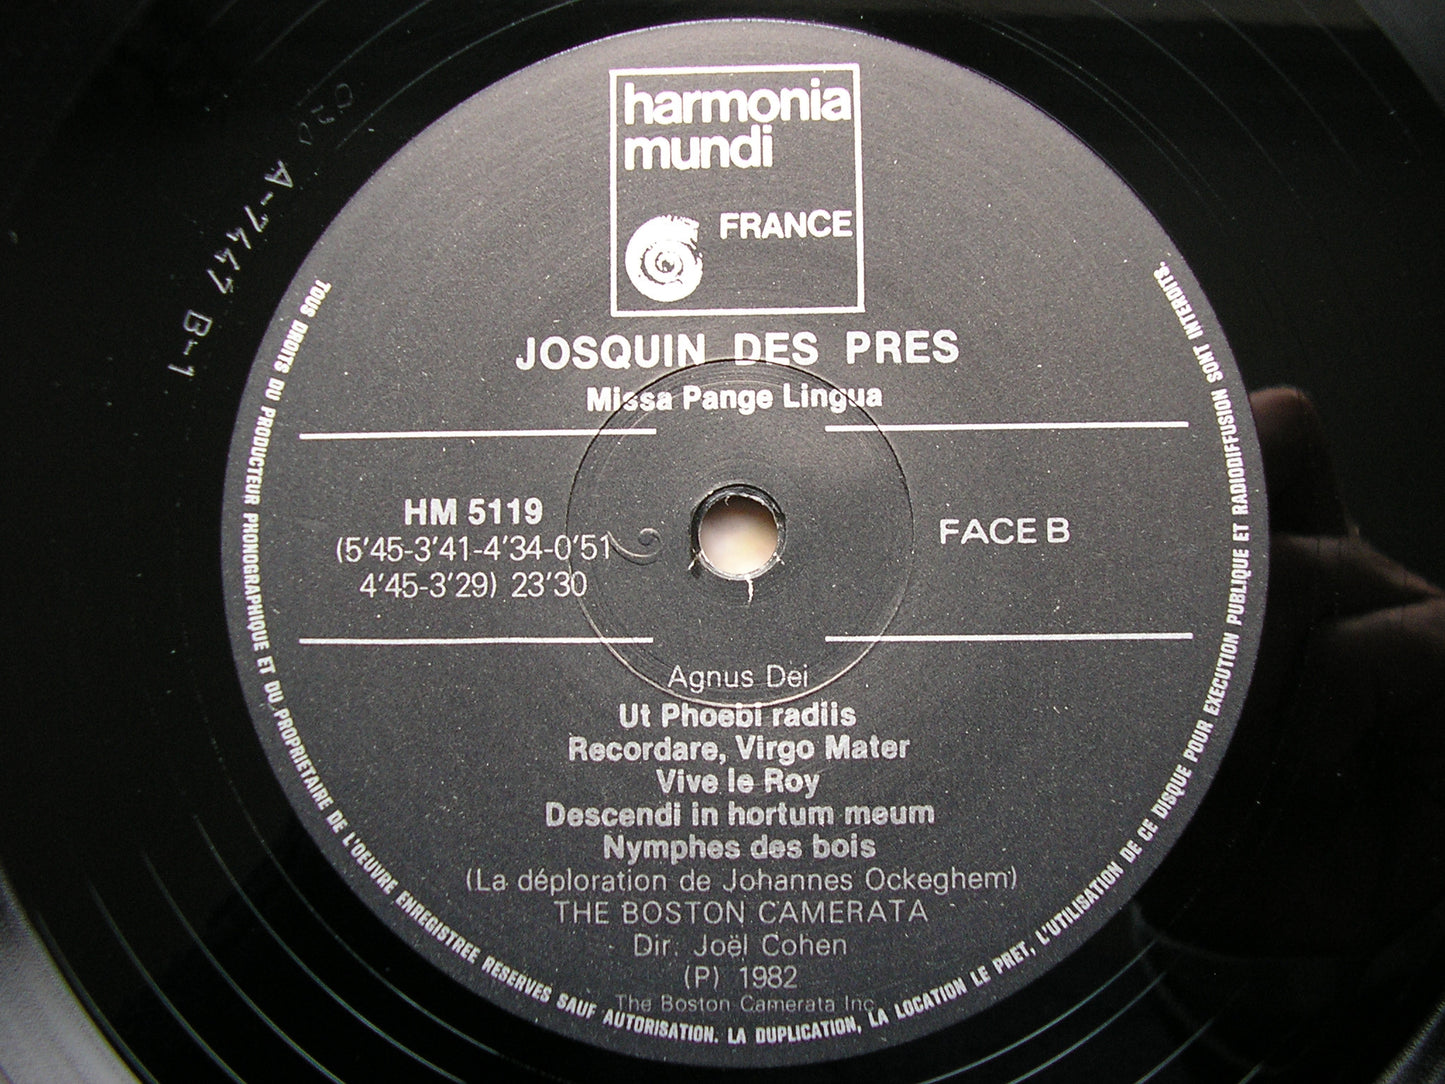 harmonia
mundi
FRANCE
JOSQUIN DES PRES
Missa Pange Lingua
HM 5119
(5'45-3'41-4'34-0'51
4'45-3'29) 23'30
FACE B
Agnus Dei
Ut Phoebi radiis
Recordare, Virgo Mater
Vive le Roy
Descendi in hortum meum
Nymphes des bois
(La déploration de Johannes Ockeghem)
THE BOSTON CAMERATA
Dir. Joël Cohen
(P) 1982
The Boston Camerata Inc.
TOUS DROITS DU PRODUCTEUR PHONOGRAPHIQUE ET DU PROPRIETAIRE DE L'OEUVRE ENREGISTREE RESERVES SAUF AUTORISATION. LA DUPLICATION, LA LOCATION LE PRET, L'UTILISATION DE CE DISQUE POUR EXECUTION PUBLIQUE ET RADIODIFFUSION SONT INTERDITS.
A-7447 B-1